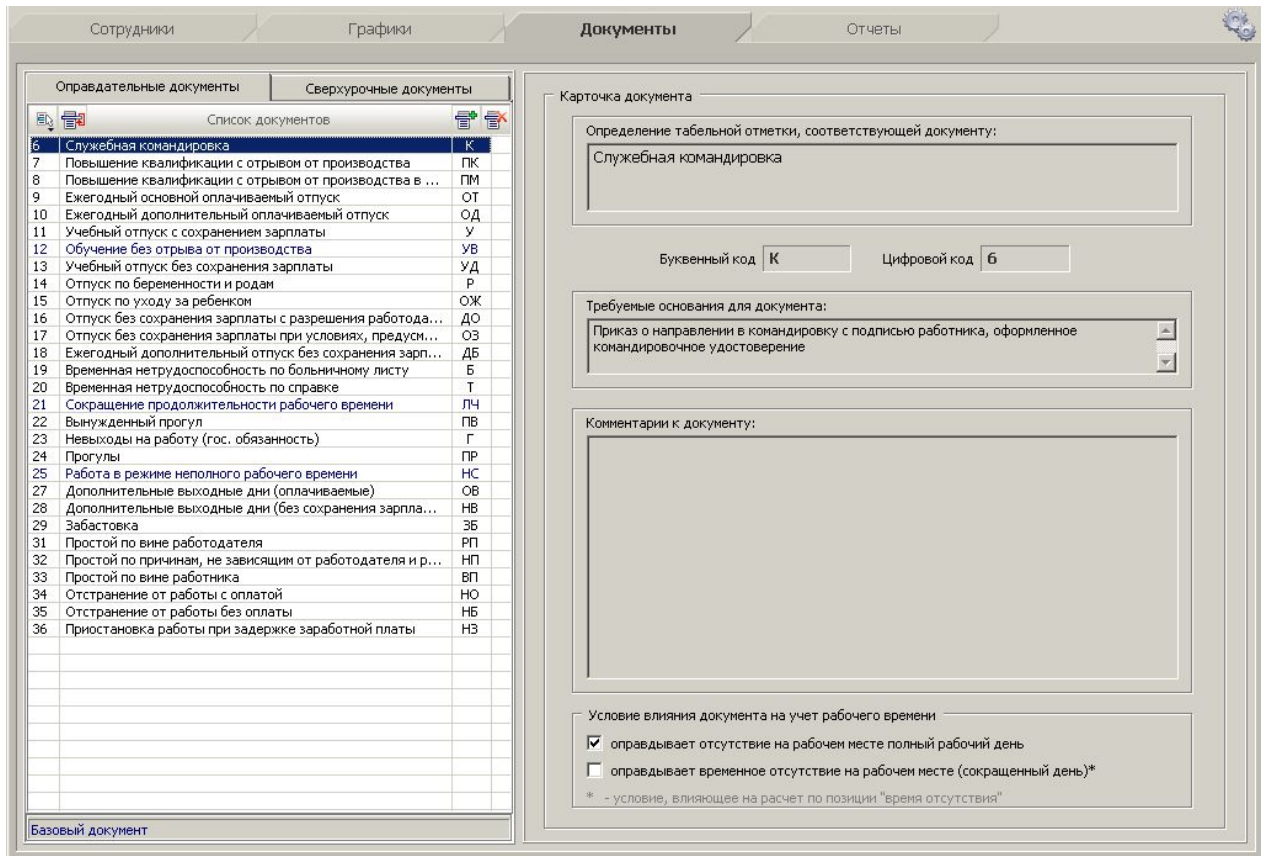 Сотрудники
Графики
Документы
Отчеты
Оправдательные документы
Сверхурочные документы
Список документов
6 Служебная командировка К
7 Повышение квалификации с отрывом от производства ПК
8 Повышение квалификации с отрывом от производства в ... ПМ
9 Ежегодный основной оплачиваемый отпуск ОТ
10 Ежегодный дополнительный оплачиваемый отпуск ОД
11 Учебный отпуск с сохранением зарплаты У
12 Обучение без отрыва от производства УВ
13 Учебный отпуск без сохранения зарплаты УД
14 Отпуск по беременности и родам Р
15 Отпуск по уходу за ребенком ОЖ
16 Отпуск без сохранения зарплаты с разрешения работода... ДО
17 Отпуск без сохранения зарплаты при условиях, предусм... ОЗ
18 Ежегодный дополнительный отпуск без сохранения зарп... ДБ
19 Временная нетрудоспособность по больничному листу Б
20 Временная нетрудоспособность по справке Т
21 Сокращение продолжительности рабочего времени ЛЧ
22 Вынужденный прогул ПВ
23 Невыходы на работу (гос. обязанность) Г
24 Прогулы ПР
25 Работа в режиме неполного рабочего времени НС
27 Дополнительные выходные дни (оплачиваемые) ОВ
28 Дополнительные выходные дни (без сохранения зарпла... НВ
29 Забастовка ЗБ
31 Простой по вине работодателя РП
32 Простой по причинам, не зависящим от работодателя и р... НП
33 Простой по вине работника ВП
34 Отстранение от работы с оплатой НО
35 Отстранение от работы без оплаты НБ
36 Приостановка работы при задержке заработной платы НЗ
Базовый документ
Карточка документа
Определение табельной отметки, соответствующей документу:
Служебная командировка
Буквенный код К Цифровой код 6
Требуемые основания для документа:
Приказ о направлении в командировку с подписью работника, оформленное
командировочное удостоверение
Комментарии к документу:
Условие влияния документа на учет рабочего времени
оправдывает отсутствие на рабочем месте полный рабочий день
оправдывает временное отсутствие на рабочем месте (сокращенный день)*
* - условие, влияющее на расчет по позиции "время отсутствия"